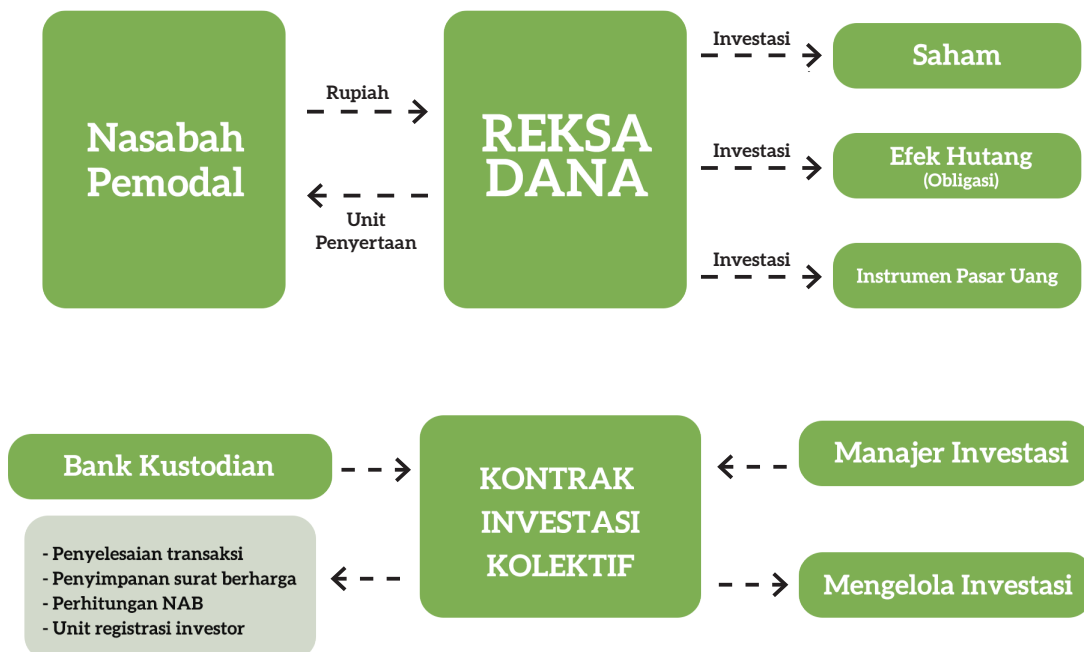 Nasabah
Pemodal
Rupiah
Unit
Penyertaan
REKSA
DANA
Investasi
Saham
Investasi
Efek Hutang
(Obligasi)
Investasi
Instrumen Pasar Uang
Bank Kustodian
- Penyelesaian transaksi
- Penyimpanan surat berharga
- Perhitungan NAB
- Unit registrasi investor
KONTRAK
INVESTASI
KOLEKTIF
Manajer Investasi
Mengelola Investasi